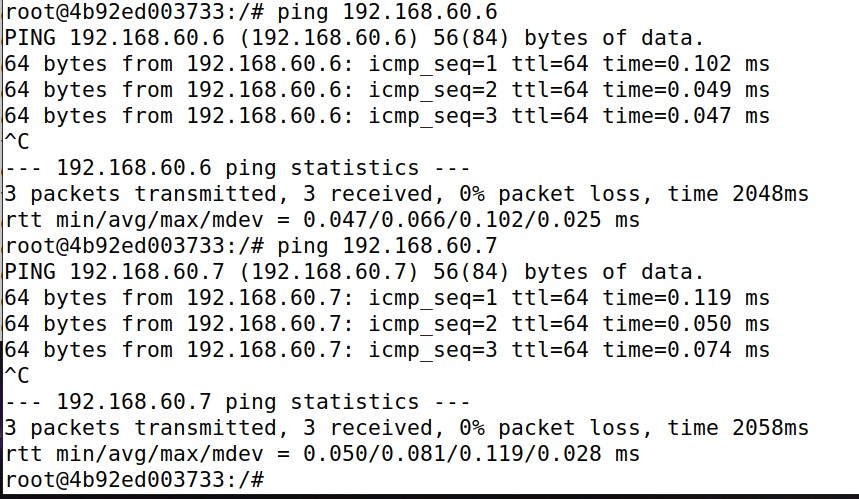 root@4b92ed003733:/# ping 192.168.60.6
PING 192.168.60.6 (192.168.60.6) 56(84) bytes of data.
64 bytes from 192.168.60.6: icmp_seq=1 ttl=64 time=0.102 ms
64 bytes from 192.168.60.6: icmp_seq=2 ttl=64 time=0.049 ms
64 bytes from 192.168.60.6: icmp_seq=3 ttl=64 time=0.047 ms
^C
--- 192.168.60.6 ping statistics ---
3 packets transmitted, 3 received, 0% packet loss, time 2048ms
rtt min/avg/max/mdev = 0.047/0.066/0.102/0.025 ms
root@4b92ed003733:/# ping 192.168.60.7
PING 192.168.60.7 (192.168.60.7) 56(84) bytes of data.
64 bytes from 192.168.60.7: icmp_seq=1 ttl=64 time=0.119 ms
64 bytes from 192.168.60.7: icmp_seq=2 ttl=64 time=0.050 ms
64 bytes from 192.168.60.7: icmp_seq=3 ttl=64 time=0.074 ms
^C
--- 192.168.60.7 ping statistics ---
3 packets transmitted, 3 received, 0% packet loss, time 2058ms
rtt min/avg/max/mdev = 0.050/0.081/0.119/0.028 ms
root@4b92ed003733:/#